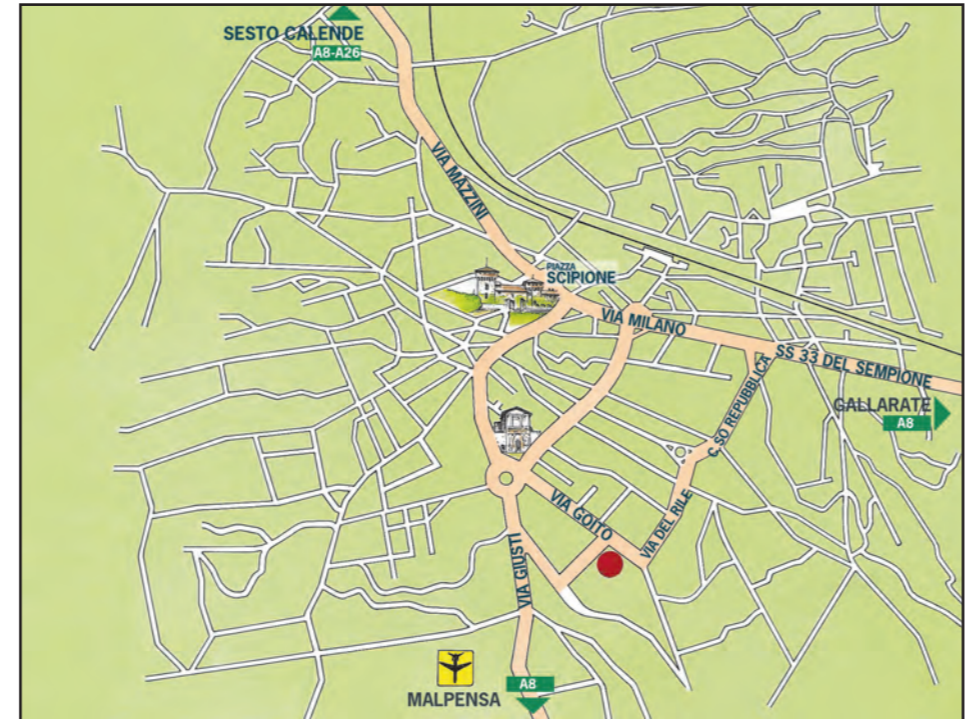 SESTO CALENDE
A8-A26
VIA MAZZINI
PIAZZA
SCIPIONE
VIA MILANO
SS 33 DEL SEMPIONE
GALLARATE
A8
C.SO REPUBBLICA
VIA GOITO
VIA DEL RILE
VIA GIUSTI
MALPENSA
A8